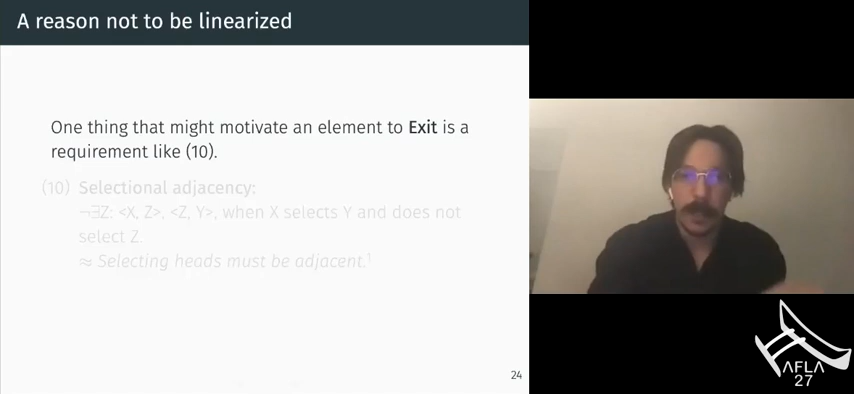 A reason not to be linearized
One thing that might motivate an element to Exit is a
requirement like (10).
(10) Selectional adjacency:
¬∃Z: <X, Z>, <Z, Y>, when X selects Y and does not
select Z.
≈ Selecting heads must be adjacent.¹
24
AFLA
27